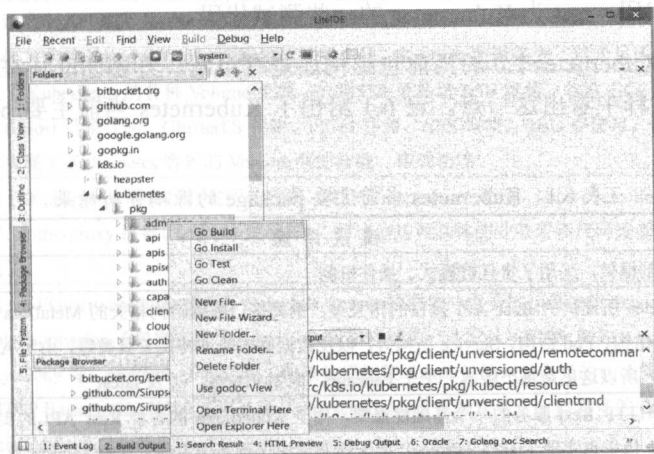 LiteIDE
File Recent Edit Find View Build Debug Help
system
Folders
1: Folders
2: Class View
3: Outline
4: Package Browser
5: File System
bitbucket.org
github.com
golang.org
google.golang.org
gopkg.in
k8s.io
heapster
kubernetes
pkg
api
apis
apise
auth
capa
client
cloud
cont
Go Build
Go Install
Go Test
Go Clean
New File...
New File Wizard...
New Folder...
Rename Folder...
Delete Folder
Use godoc View
Open Terminal Here
Open Explorer Here
put
/kubernetes/pkg/client/unversioned/remotecommar
/kubernetes/pkg/client/unversioned/auth
rc/k8s.io/kubernetes/pkg/kubectl/resource
/kubernetes/pkg/client/unversioned/clientcmd
Package Browser
bitbucket.org/bert
github.com/Sirups
github.com/Sirups
1: Event Log 2: Build Output 3: Search Result 4: HTML Preview 5: Debug Output 6: Oracle 7: Golang Doc Search